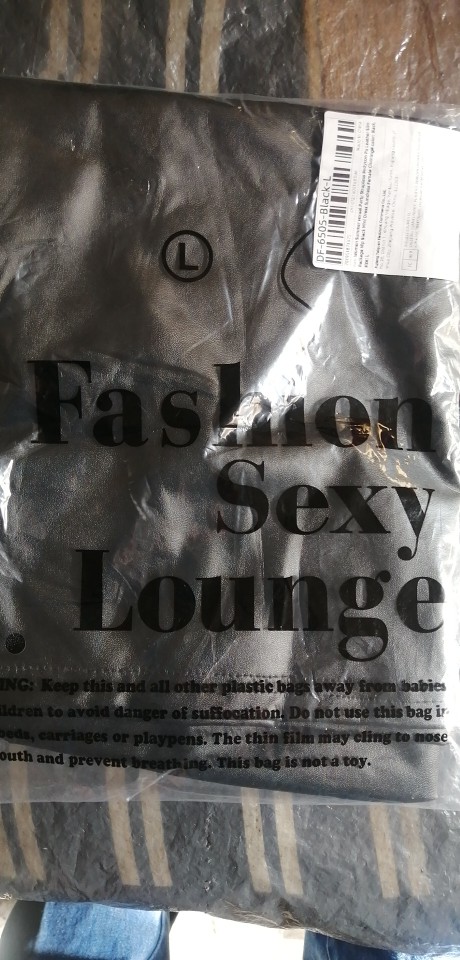 DF-6505-Black-L
L
Fashion
Sexy
Lounge
ING: Keep this and all other plastic bags away from babies
ildren to avoid danger of suffocation. Do not use this bag in
beds, carriages or playpens. The thin film may cling to nose
outh and prevent breathing. This bag is not a toy.